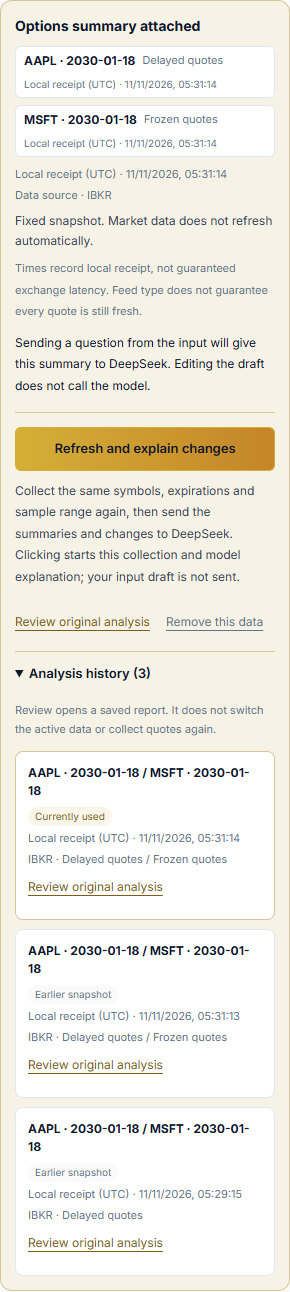 Options summary attached
AAPL · 2030-01-18 Delayed quotes
Local receipt (UTC) · 11/11/2026, 05:31:14
MSFT · 2030-01-18 Frozen quotes
Local receipt (UTC) · 11/11/2026, 05:31:14
Local receipt (UTC) · 11/11/2026, 05:31:14
Data source · IBKR
Fixed snapshot. Market data does not refresh
automatically.
Times record local receipt, not guaranteed
exchange latency. Feed type does not guarantee
every quote is still fresh.
Sending a question from the input will give
this summary to DeepSeek. Editing the draft
does not call the model.
Refresh and explain changes
Collect the same symbols, expirations and
sample range again, then send the
summaries and changes to DeepSeek.
Clicking starts this collection and model
explanation; your input draft is not sent.
Review original analysis Remove this data
▼ Analysis history (3)
Review opens a saved report. It does not switch
the active data or collect quotes again.
AAPL · 2030-01-18 / MSFT · 2030-01-
18
Currently used
Local receipt (UTC) · 11/11/2026, 05:31:14
IBKR · Delayed quotes / Frozen quotes
Review original analysis
AAPL · 2030-01-18 / MSFT · 2030-01-
18
Earlier snapshot
Local receipt (UTC) · 11/11/2026, 05:31:13
IBKR · Delayed quotes / Frozen quotes
Review original analysis
AAPL · 2030-01-18 / MSFT · 2030-01-
18
Earlier snapshot
Local receipt (UTC) · 11/11/2026, 05:29:15
IBKR · Delayed quotes
Review original analysis